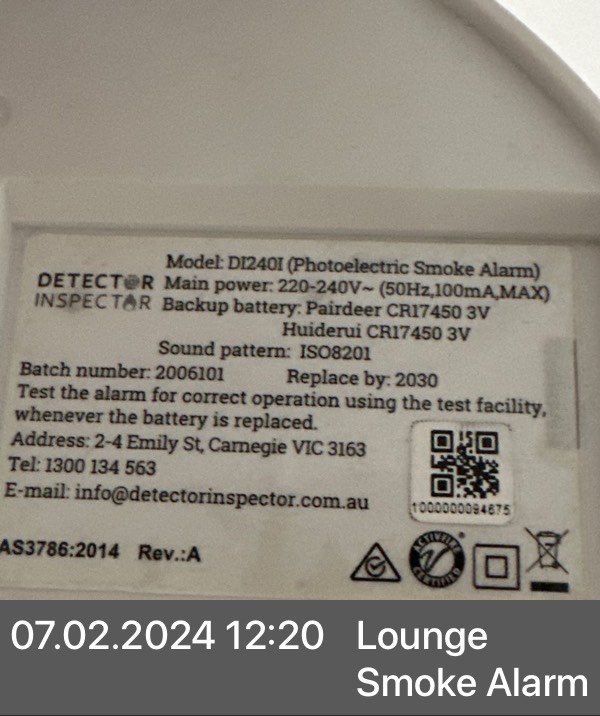 Model: DI240I (Photoelectric Smoke Alarm)
DETECTOR
INSPECTOR
Main power: 220-240V~ (50Hz,100mA,MAX)
Backup battery: Pairdeer CR17450 3V
Huiderui CR17450 3V
Sound pattern: ISO8201
Batch number: 2006101 Replace by: 2030
Test the alarm for correct operation using the test facility,
whenever the battery is replaced.
Address: 2-4 Emily St, Carnegie VIC 3163
Tel: 1300 134 563
E-mail: info@detectorinspector.com.au
1000000094675
AS3786:2014 Rev.:A
ACTIVFIRE
CERTIFIED
07.02.2024 12:20 Lounge
Smoke Alarm